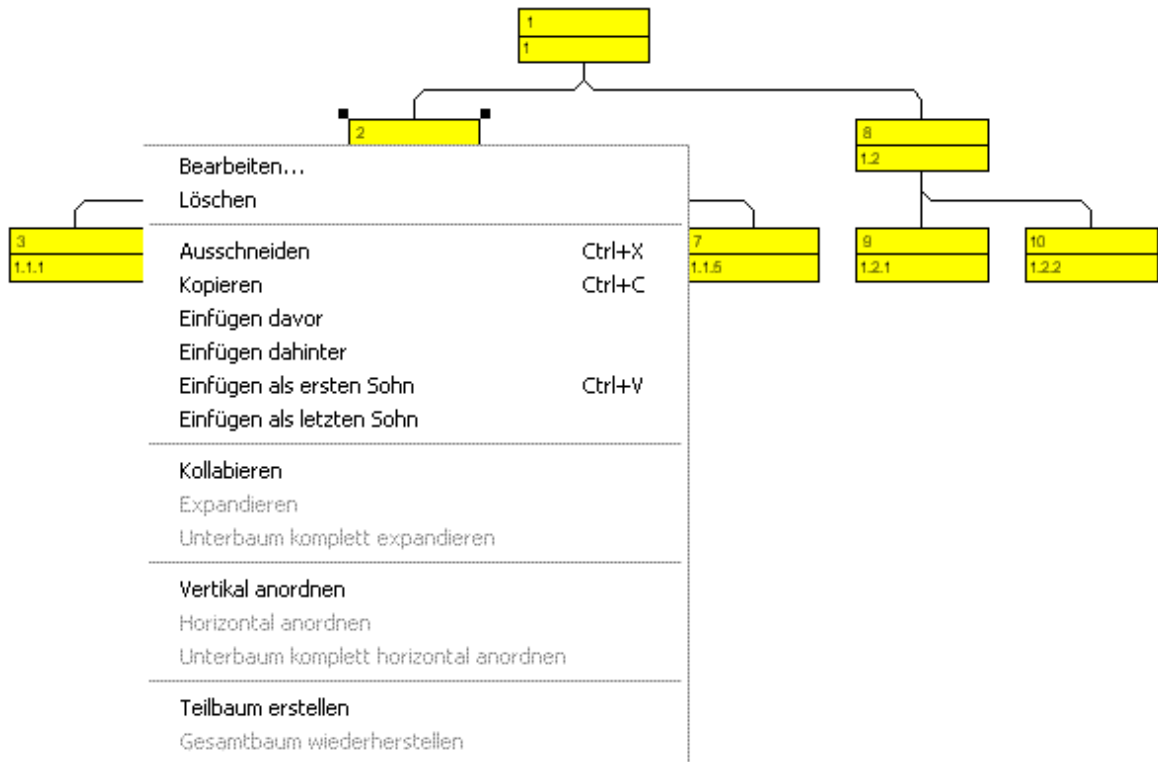 1
1
2
8
1.2
3
1.1.1
7
1.1.5
9
1.2.1
10
1.2.2
Bearbeiten...
Löschen
Ausschneiden Ctrl+X
Kopieren Ctrl+C
Einfügen davor
Einfügen dahinter
Einfügen als ersten Sohn Ctrl+V
Einfügen als letzten Sohn
Kollabieren
Expandieren
Unterbaum komplett expandieren
Vertikal anordnen
Horizontal anordnen
Unterbaum komplett horizontal anordnen
Teilbaum erstellen
Gesamtbaum wiederherstellen